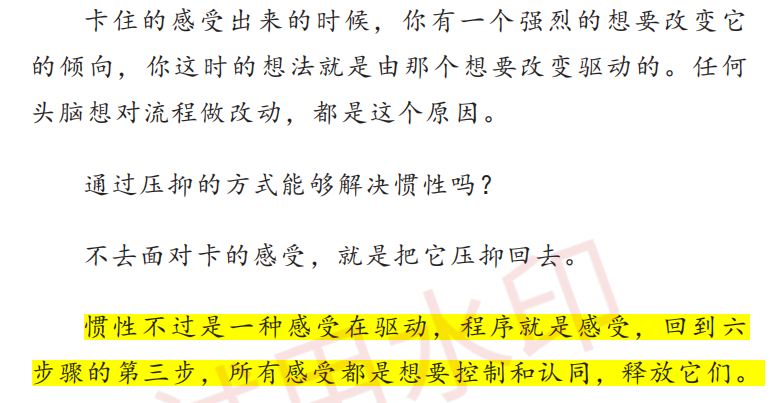 卡住的感受出来的时候，你有一个强烈的想要改变它
的倾向，你这时的想法就是由那个想要改变驱动的。任何
头脑想对流程做改动，都是这个原因。
通过压抑的方式能够解决惯性吗？
不去面对卡的感受，就是把它压抑回去。
惯性不过是一种感受在驱动，程序就是感受，回到六
步骤的第三步，所有感受都是想要控制和认同，释放它们。
水印